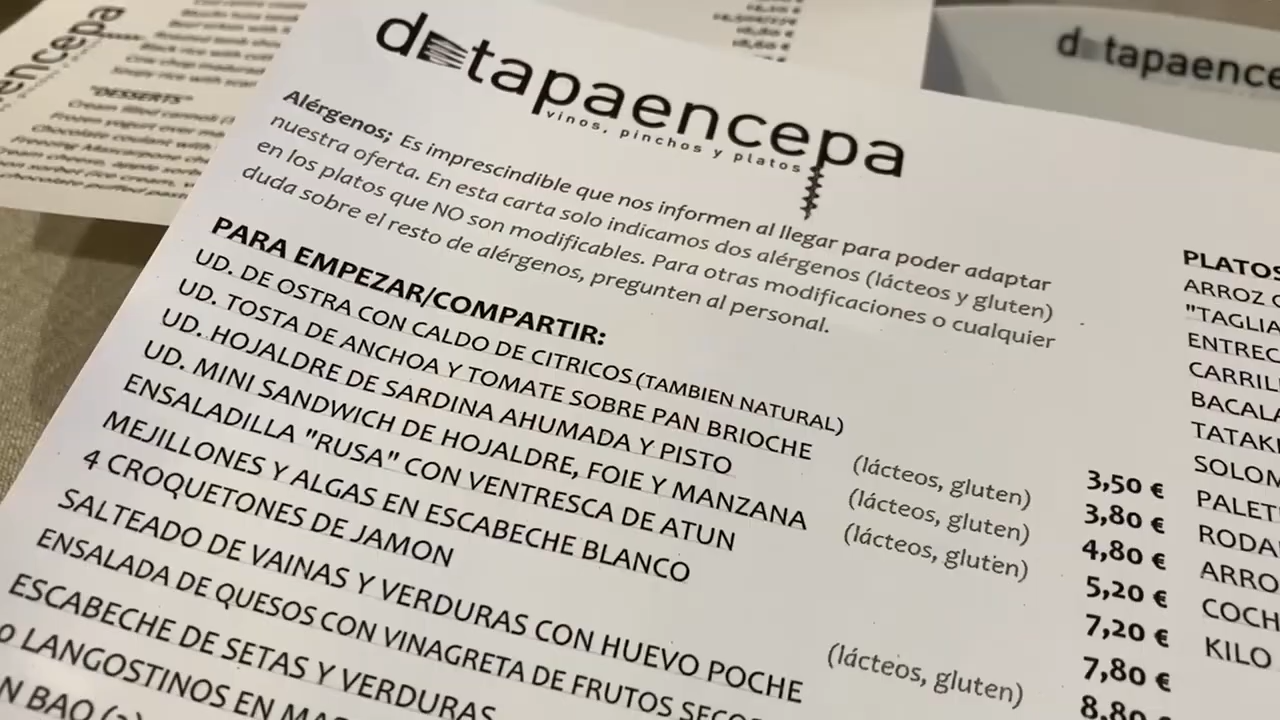 detapaencepa
vinos, pinchos y platos
Alérgenos; Es imprescindible que nos informen al llegar para poder adaptar
nuestra oferta. En esta carta solo indicamos dos alérgenos (lácteos y gluten)
en los platos que NO son modificables. Para otras modificaciones o cualquier
duda sobre el resto de alérgenos, pregunten al personal.
PARA EMPEZAR/COMPARTIR:
UD. DE OSTRA CON CALDO DE CITRICOS (TAMBIEN NATURAL) 3,50 €
UD. TOSTA DE ANCHOA Y TOMATE SOBRE PAN BRIOCHE (lácteos, gluten) 3,80 €
UD. HOJALDRE DE SARDINA AHUMADA Y PISTO (lácteos, gluten) 4,80 €
UD. MINI SANDWICH DE HOJALDRE, FOIE Y MANZANA (lácteos, gluten) 5,20 €
ENSALADILLA "RUSA" CON VENTRESCA DE ATUN 7,20 €
MEJILLONES Y ALGAS EN ESCABECHE BLANCO 7,80 €
4 CROQUETONES DE JAMON (lácteos, gluten) 8,80 €
SALTEADO DE VAINAS Y VERDURAS CON HUEVO POCHE
ENSALADA DE QUESOS CON VINAGRETA DE FRUTOS SECOS
ESCABECHE DE SETAS Y VERDURAS
LANGOSTINOS EN
BAO
PLATOS
ARROZ
"TAGLIA
ENTREC
CARRIL
BACALA
TATAKI
SOLOM
PALET
RODA
ARRO
COCH
KILO
detapaence
encepa
"DESSERTS"